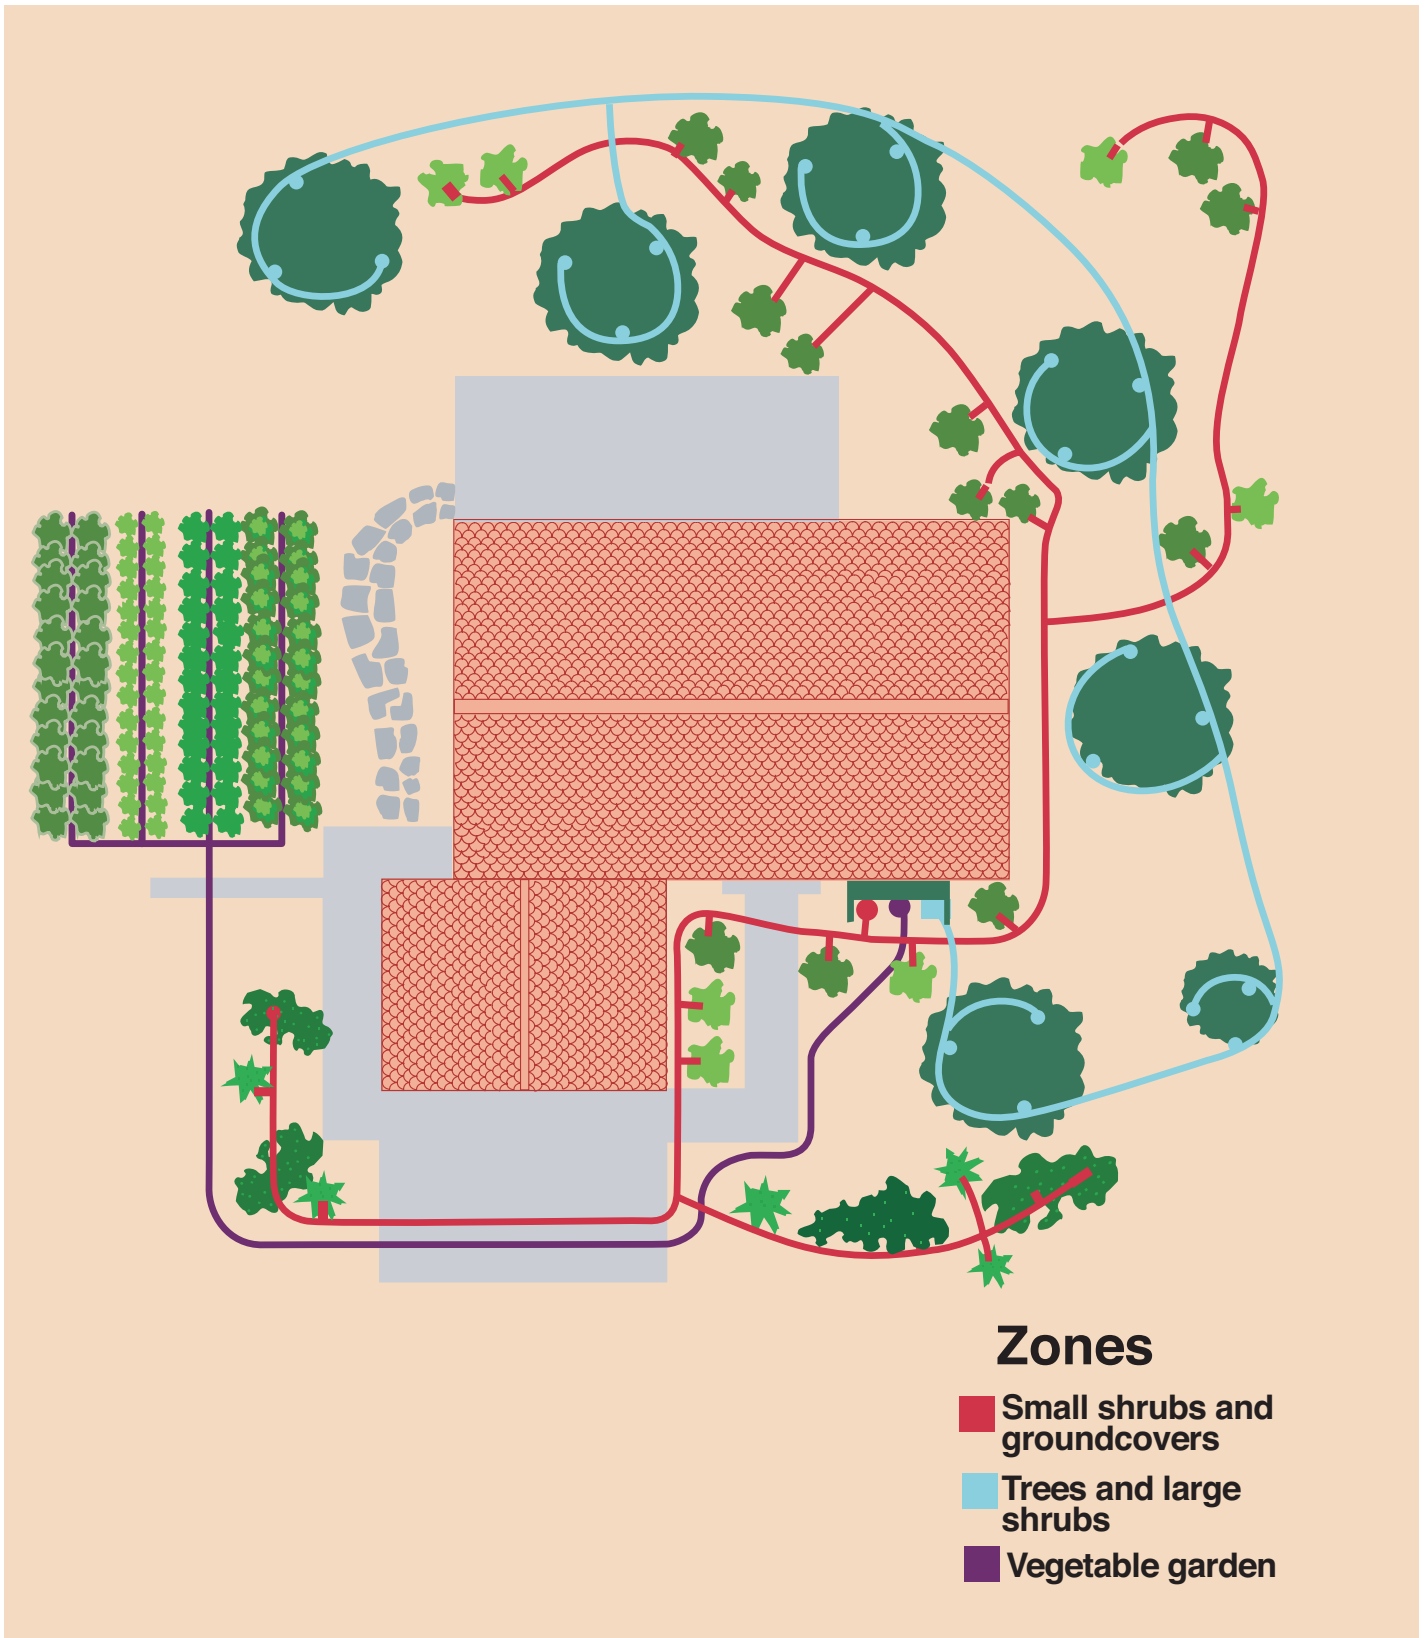 Zones
Small shrubs and
groundcovers
Trees and large
shrubs
Vegetable garden